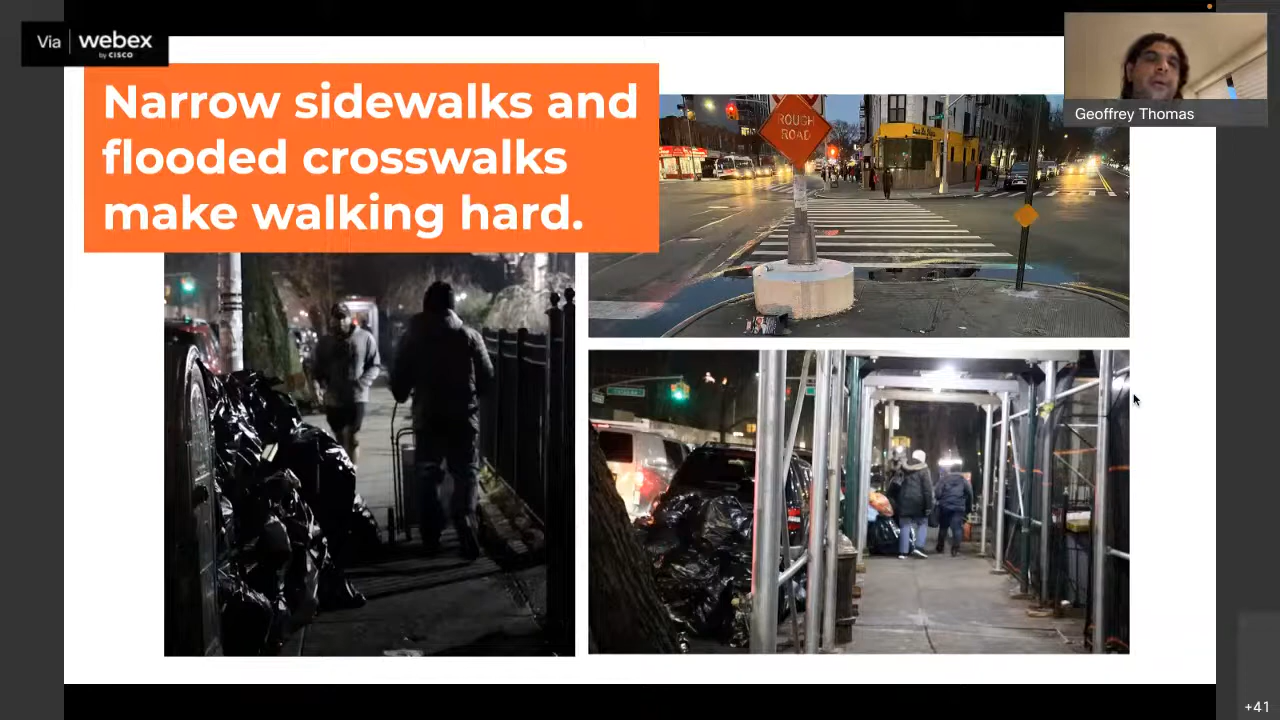 Via webex
by CISCO
Narrow sidewalks and
flooded crosswalks
make walking hard.
Geoffrey Thomas
ROUGH
ROAD
+41